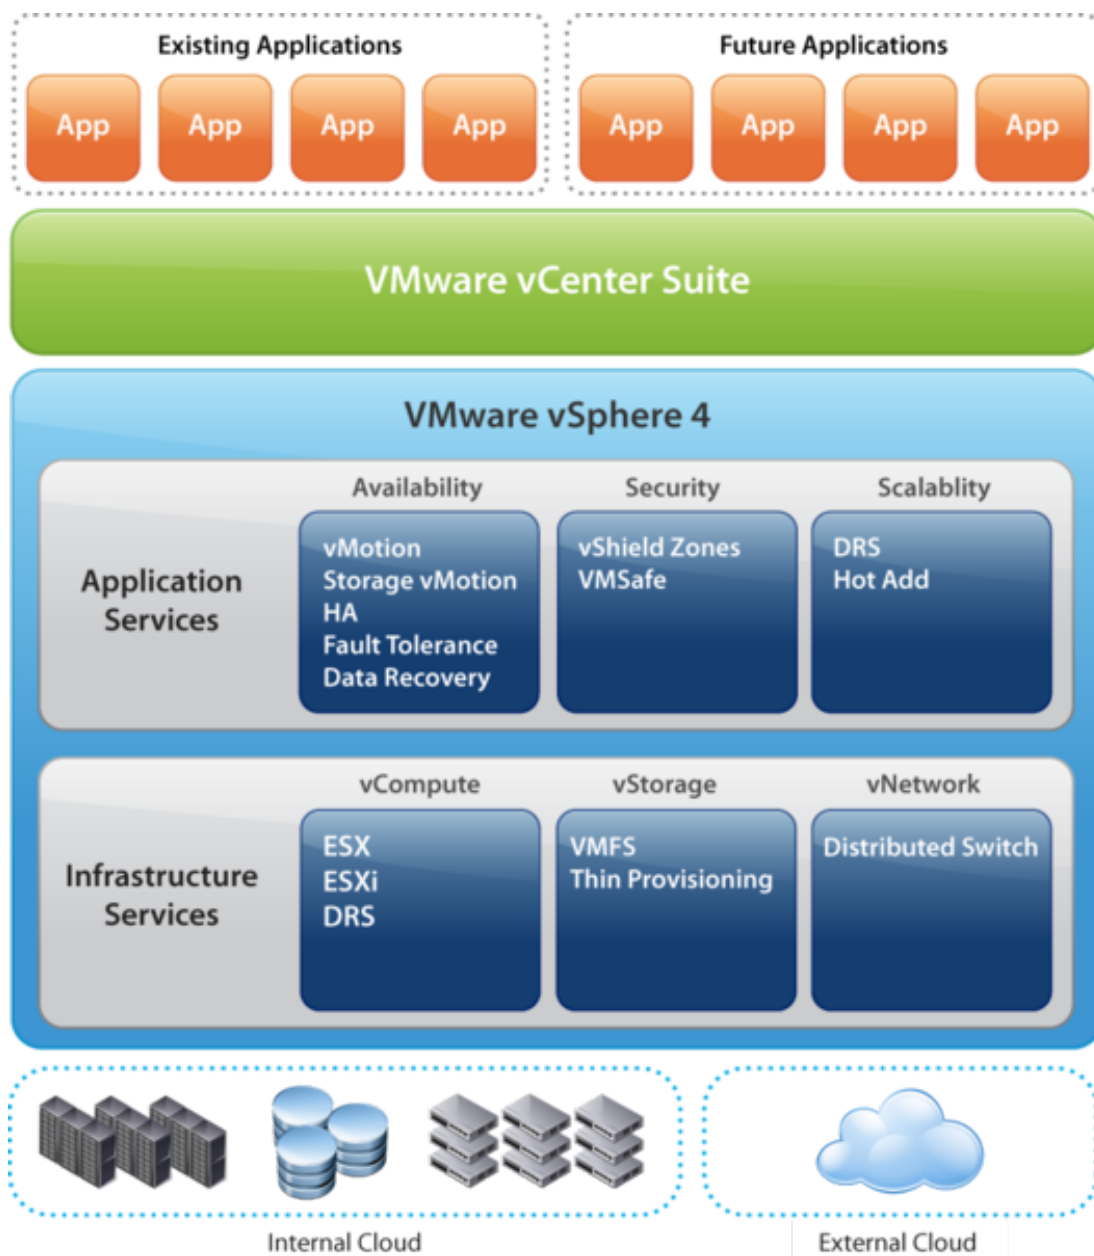 Existing Applications
Future Applications
App
App
App
App
App
App
App
App
VMware vCenter Suite
VMware vSphere 4
Application
Services
Availability
vMotion
Storage vMotion
HA
Fault Tolerance
Data Recovery
Security
vShield Zones
VMSafe
Scalablity
DRS
Hot Add
Infrastructure
Services
vCompute
ESX
ESXi
DRS
vStorage
VMFS
Thin Provisioning
vNetwork
Distributed Switch
Internal Cloud
External Cloud